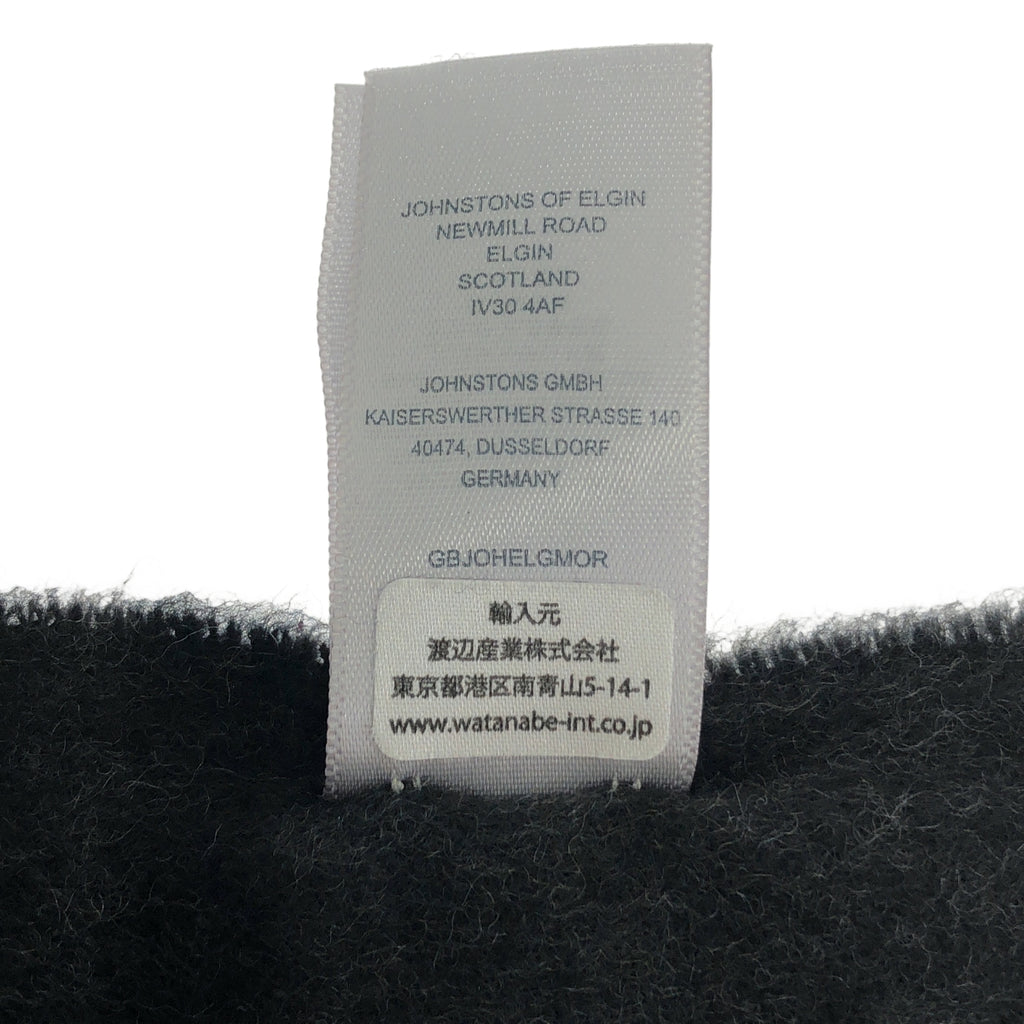 JOHNSTONS OF ELGIN
NEWMILL ROAD
ELGIN
SCOTLAND
IV30 4AF
JOHNSTONS GMBH
KAISERSWERTHER STRASSE 140
40474, DUSSELDORF
GERMANY
GBJOHELGMOR
輸入元
渡辺産業株式会社
東京都港区南青山5-14-1
www.watanabe-int.co.jp